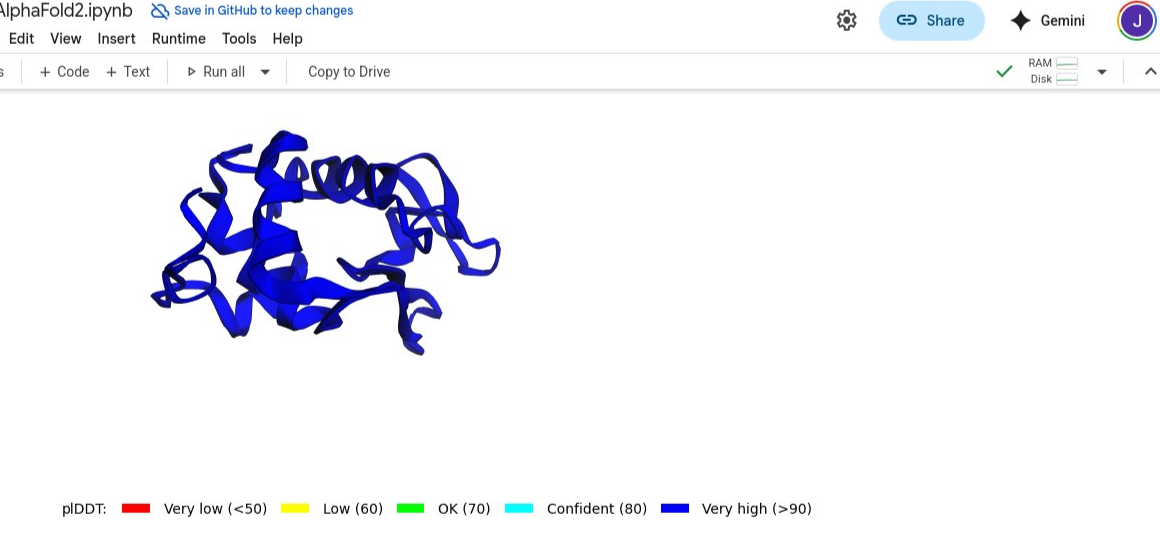 AlphaFold2.ipynb Save in GitHub to keep changes Share Gemini J
Edit View Insert Runtime Tools Help
s + Code + Text Run all Copy to Drive RAM
Disk
plDDT: Very low (<50) Low (60) OK (70) Confident (80) Very high (>90)